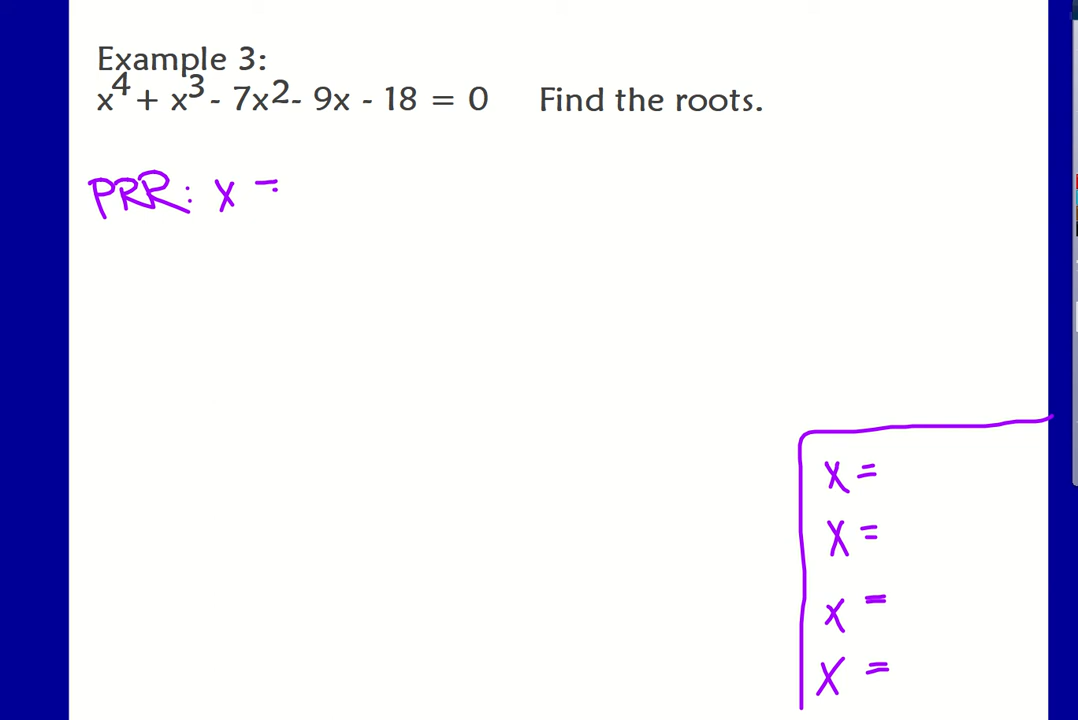 Example 3:
x⁴ + x³ - 7x² - 9x - 18 = 0 Find the roots.
PRR: x =
x =
x =
x =
x =